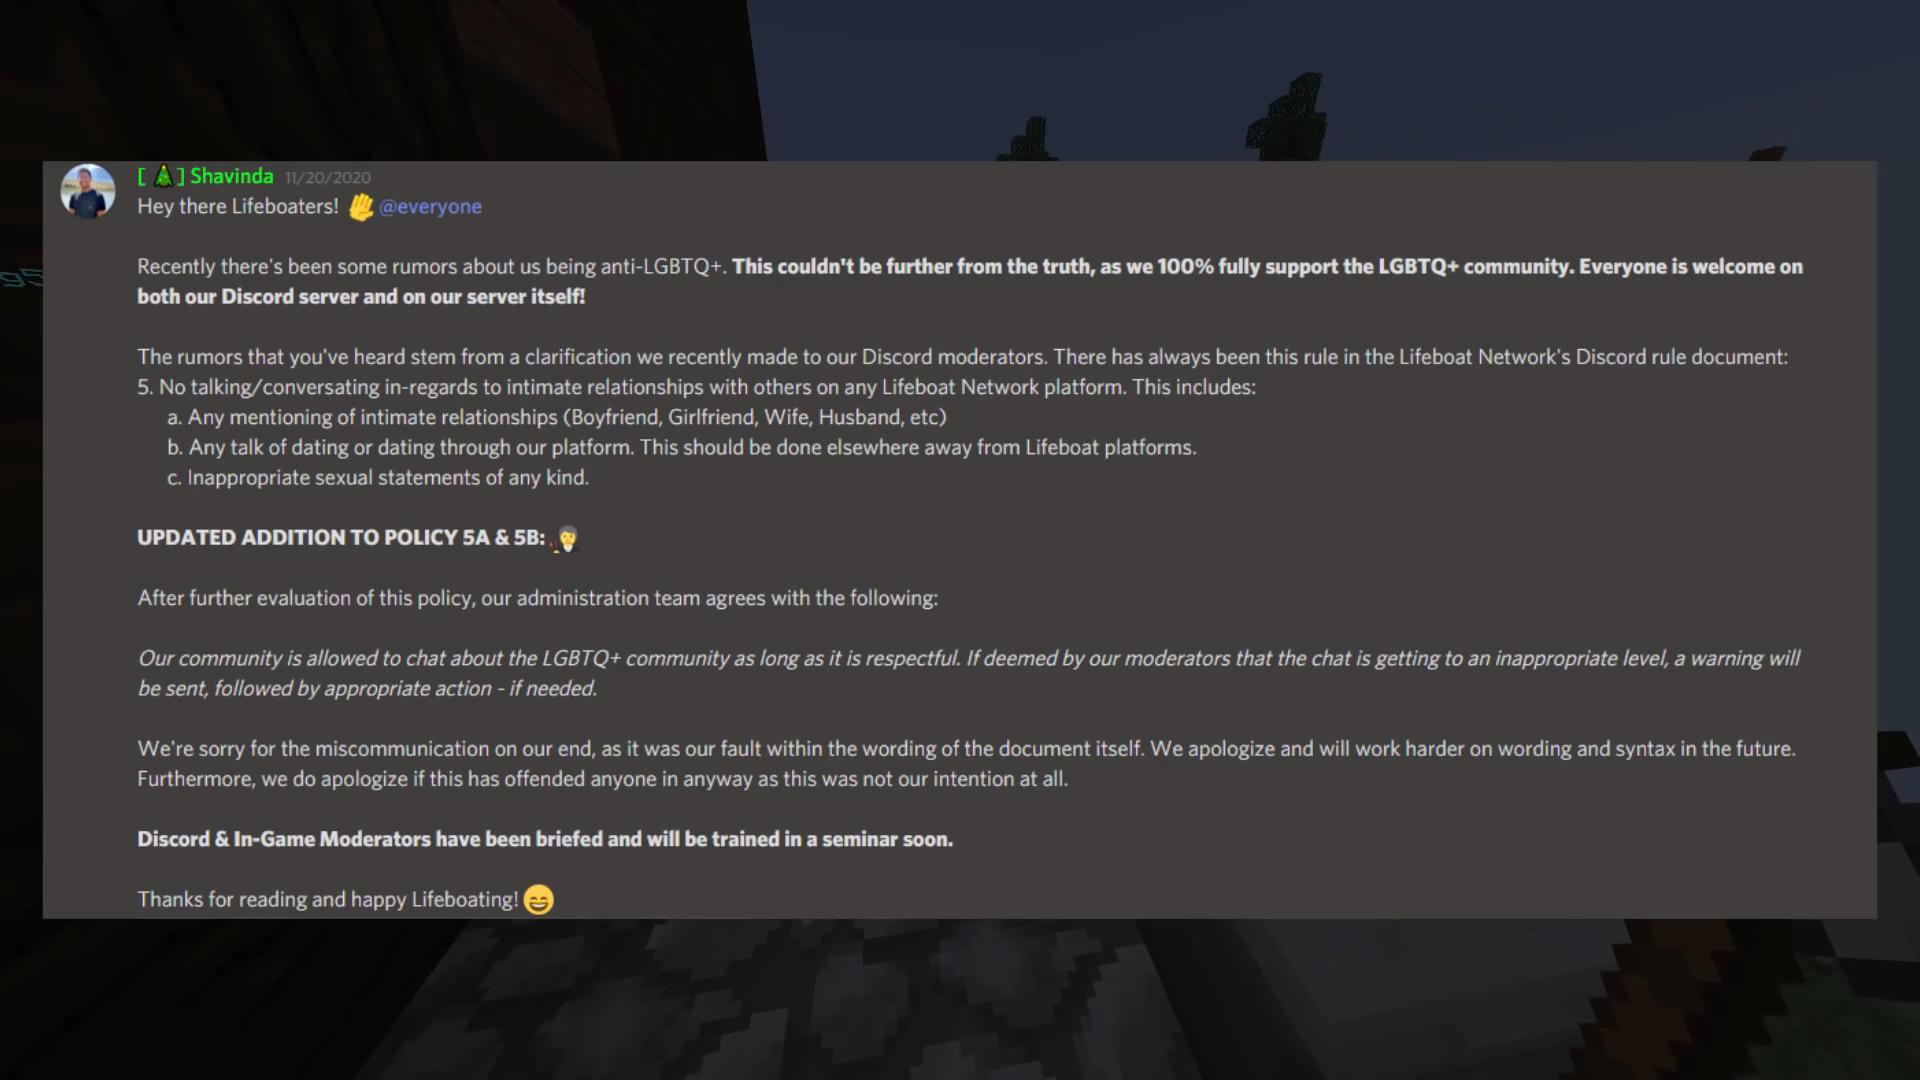 [🎄] Shavinda 11/20/2020
Hey there Lifeboaters! 👋 @everyone
Recently there's been some rumors about us being anti-LGBTQ+. This couldn't be further from the truth, as we 100% fully support the LGBTQ+ community. Everyone is welcome on
both our Discord server and on our server itself!
The rumors that you've heard stem from a clarification we recently made to our Discord moderators. There has always been this rule in the Lifeboat Network's Discord rule document:
5. No talking/conversating in-regards to intimate relationships with others on any Lifeboat Network platform. This includes:
a. Any mentioning of intimate relationships (Boyfriend, Girlfriend, Wife, Husband, etc)
b. Any talk of dating or dating through our platform. This should be done elsewhere away from Lifeboat platforms.
c. Inappropriate sexual statements of any kind.
UPDATED ADDITION TO POLICY 5A & 5B:
After further evaluation of this policy, our administration team agrees with the following:
Our community is allowed to chat about the LGBTQ+ community as long as it is respectful. If deemed by our moderators that the chat is getting to an inappropriate level, a warning will
be sent, followed by appropriate action - if needed.
We're sorry for the miscommunication on our end, as it was our fault within the wording of the document itself. We apologize and will work harder on wording and syntax in the future.
Furthermore, we do apologize if this has offended anyone in anyway as this was not our intention at all.
Discord & In-Game Moderators have been briefed and will be trained in a seminar soon.
Thanks for reading and happy Lifeboating! 😄